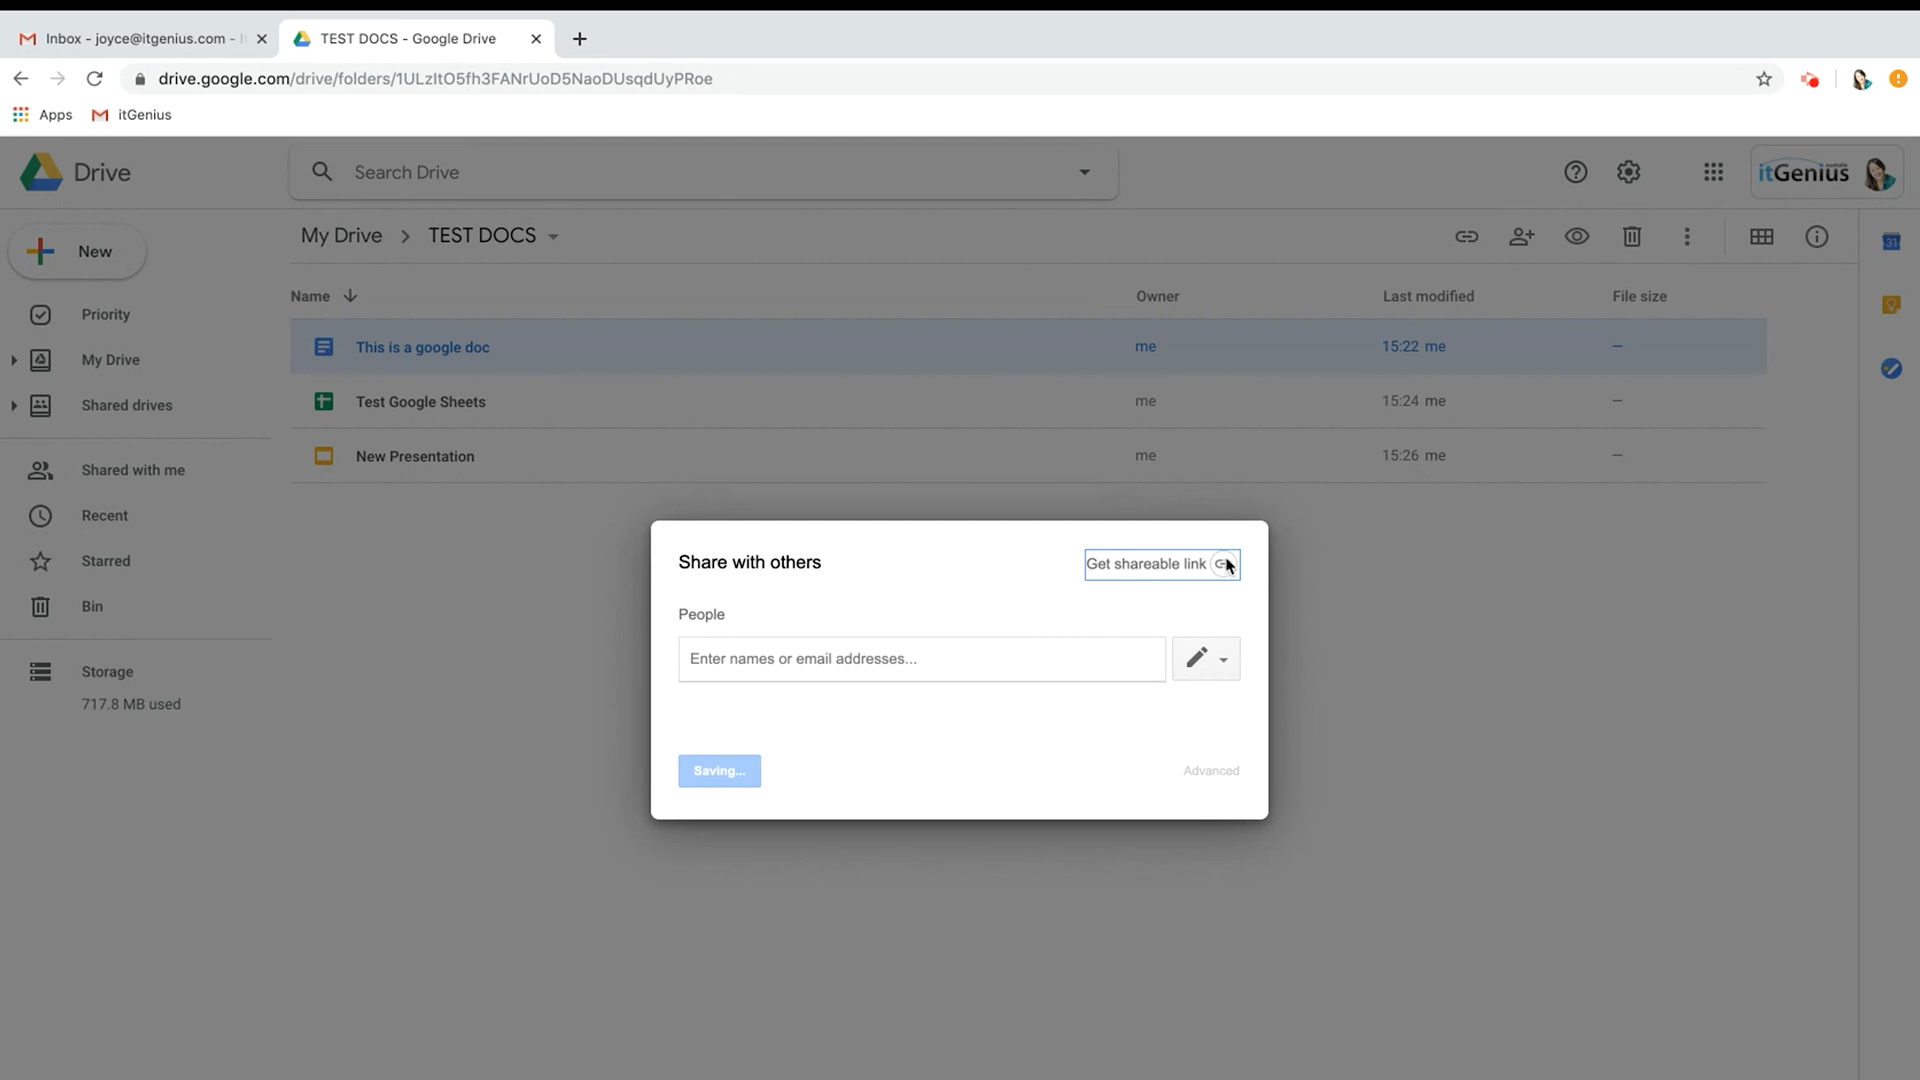 Inbox - joyce@itgenius.com -
TEST DOCS - Google Drive
drive.google.com/drive/folders/1ULzItO5fh3FANrUoD5NaoDUsqdUyPRoe
Apps
itGenius
Drive
Search Drive
itGenius
New
My Drive > TEST DOCS
Name
Owner
Last modified
File size
Priority
My Drive
Shared drives
Shared with me
Recent
Starred
Bin
Storage
717.8 MB used
This is a google doc
me
15:22 me
—
Test Google Sheets
me
15:24 me
—
New Presentation
me
15:26 me
—
31
Share with others
Get shareable link
People
Enter names or email addresses...
Saving...
Advanced